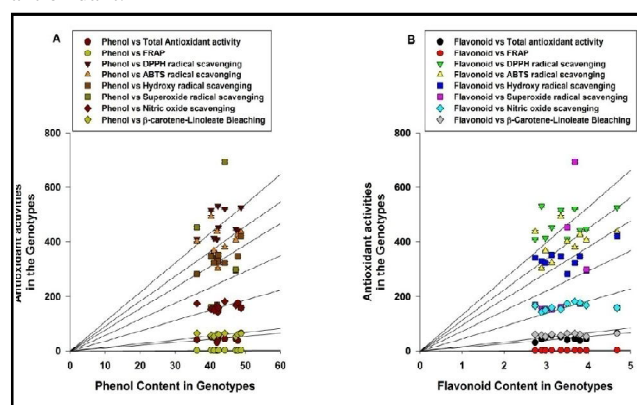 A
Phenol vs Total Antioxidant activity
Phenol vs FRAP
Phenol vs DPPH radical scavenging
Phenol vs ABTS radical scavenging
Phenol vs Hydroxy radical scavenging
Phenol vs Superoxide radical scavenging
Phenol vs Nitric oxide scavenging
Phenol vs β-carotene-Linoleate Bleaching
800
600
400
200
0
0 10 20 30 40 50 60
Antioxidant activities
in the Genotypes
Phenol Content in Genotypes
B
Flavonoid vs Total Antioxidant activity
Flavonoid vs FRAP
Flavonoid vs DPPH radical scavenging
Flavonoid vs ABTS radical scavenging
Flavonoid vs Hydroxy radical scavenging
Flavonoid vs Superoxide radical scavenging
Flavonoid vs Nitric oxide scavenging
Flavonoid vs β-Carotene-Linoleate Bleaching
800
600
400
200
0
0 1 2 3 4 5
Antioxidant activities
in the Genotypes
Flavonoid Content in Genotypes